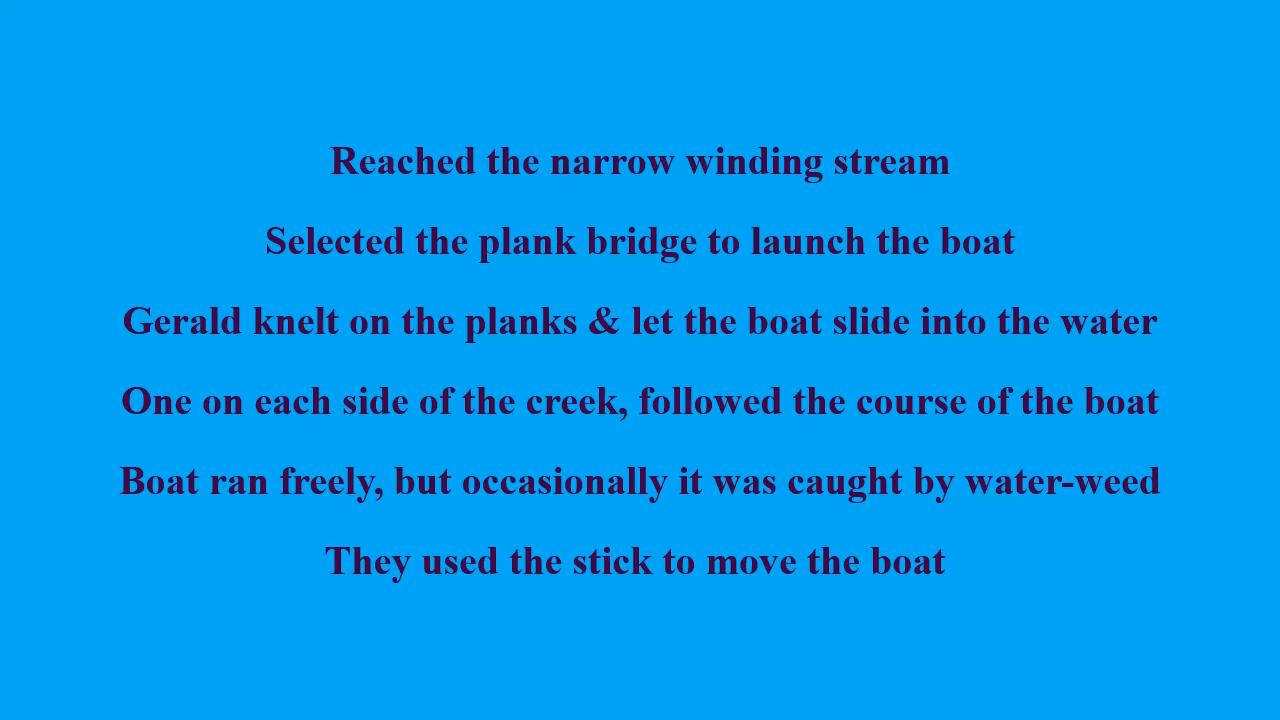 Reached the narrow winding stream
Selected the plank bridge to launch the boat
Gerald knelt on the planks & let the boat slide into the water
One on each side of the creek, followed the course of the boat
Boat ran freely, but occasionally it was caught by water-weed
They used the stick to move the boat